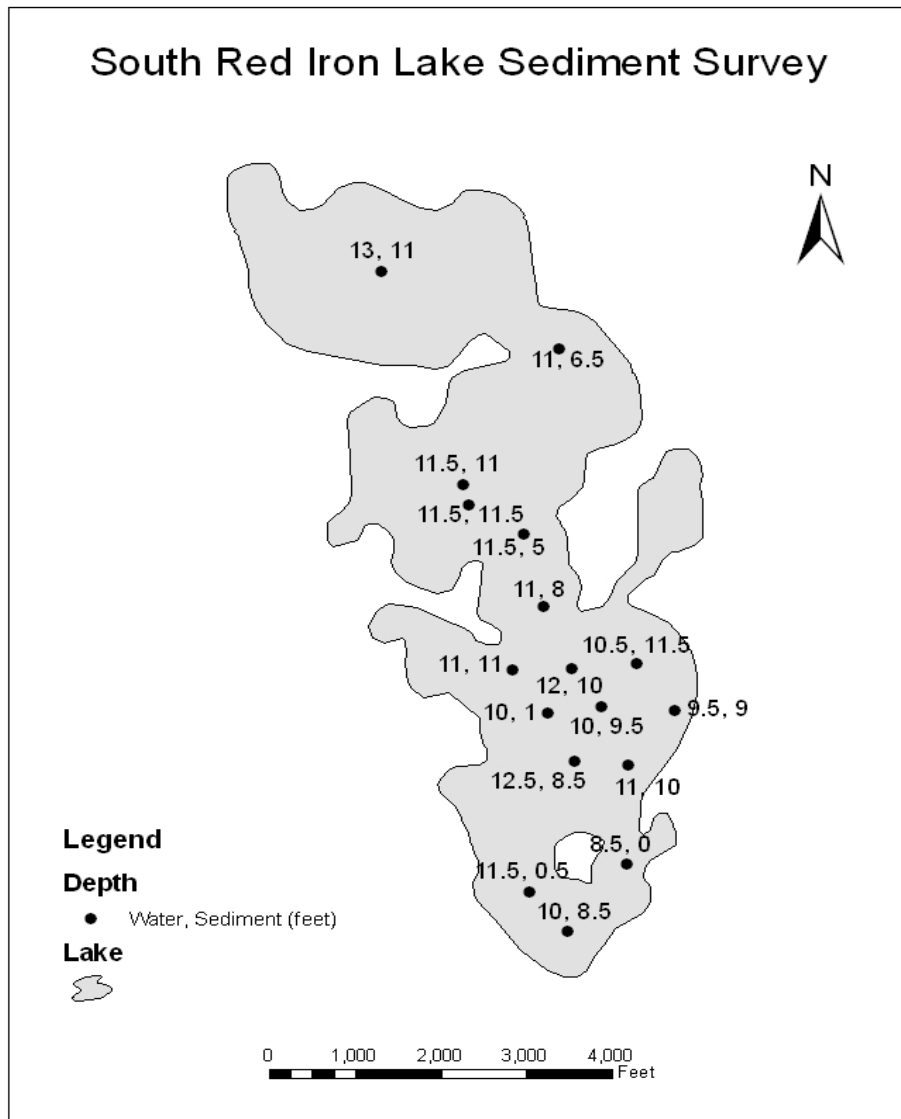 South Red Iron Lake Sediment Survey
N
13, 11
11, 6.5
11.5, 11
11.5, 11.5
11.5, 5
11, 8
10.5, 11.5
11, 11
12, 10
10, 1
10, 9.5
9.5, 9
12.5, 8.5
11, 10
8.5, 0
11.5, 0.5
10, 8.5
Legend
Depth
Water, Sediment (feet)
Lake
0 1,000 2,000 3,000 4,000
Feet